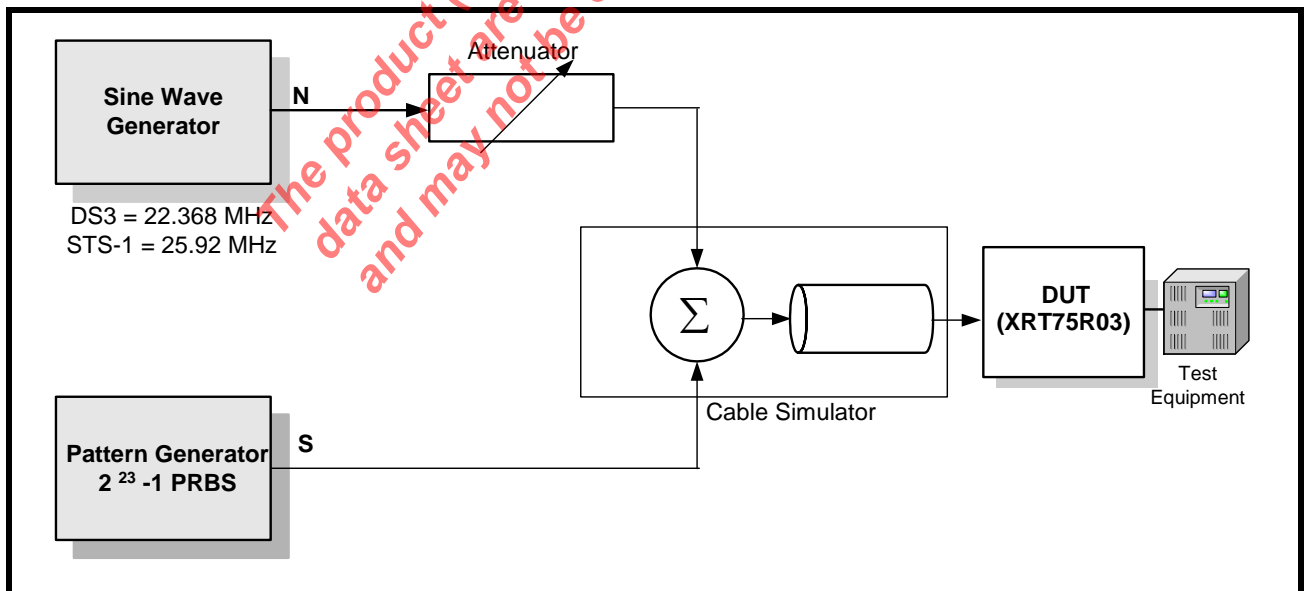 The product
data sheet are
and may not be
Attenuator
Sine Wave
Generator
N
DS3 = 22.368 MHz
STS-1 = 25.92 MHz
Σ
DUT
(XRT75R03)
Test
Equipment
Cable Simulator
Pattern Generator
2 ²³ -1 PRBS
S